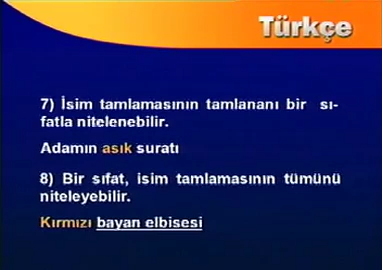 Türkçe
7) İsim tamlamasının tamlananı bir sı-
fatla nitelenebilir.
Adamın asık suratı
8) Bir sıfat, isim tamlamasının tümünü
niteleyebilir.
Kırmızı bayan elbisesi